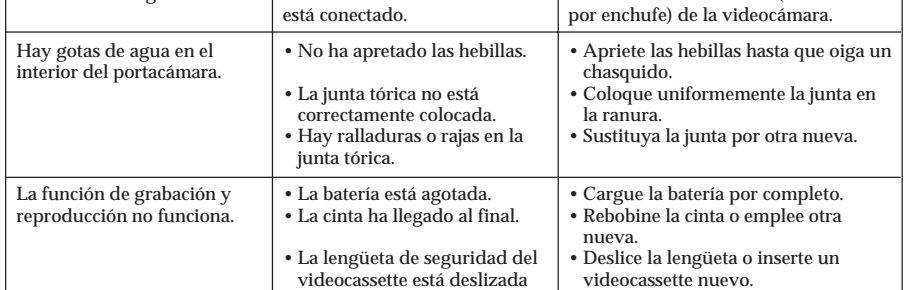 está conectado.
por enchufe) de la videocámara.
Hay gotas de agua en el
interior del portacámara.
• No ha apretado las hebillas.
• La junta tórica no está
correctamente colocada.
• Hay ralladuras o rajas en la
junta tórica.
• Apriete las hebillas hasta que oiga un
chasquido.
• Coloque uniformemente la junta en
la ranura.
• Sustituya la junta por otra nueva.
La función de grabación y
reproducción no funciona.
• La batería está agotada.
• La cinta ha llegado al final.
• La lengüeta de seguridad del
videocassette está deslizada
• Cargue la batería por completo.
• Rebobine la cinta o emplee otra
nueva.
• Deslice la lengüeta o inserte un
videocassette nuevo.